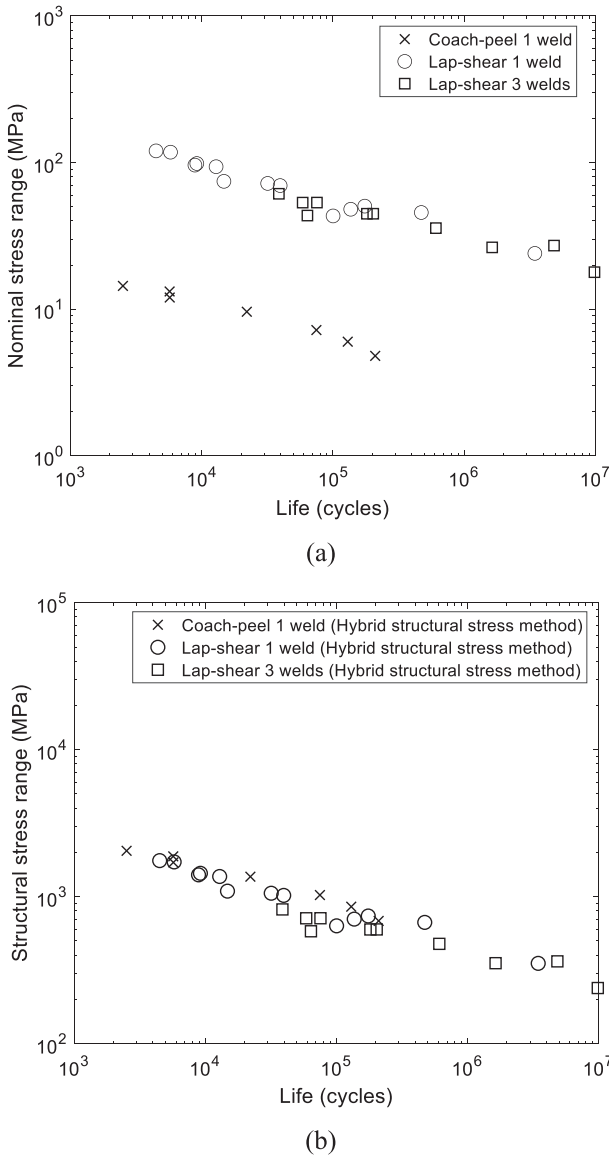 10^3
Coach-peel 1 weld
Lap-shear 1 weld
Lap-shear 3 welds
10^2
10^1
10^0
Nominal stress range (MPa)
10^3 10^4 10^5 10^6 10^7
Life (cycles)
(a)
10^5
Coach-peel 1 weld (Hybrid structural stress method)
Lap-shear 1 weld (Hybrid structural stress method)
Lap-shear 3 welds (Hybrid structural stress method)
10^4
10^3
10^2
Structural stress range (MPa)
10^3 10^4 10^5 10^6 10^7
Life (cycles)
(b)